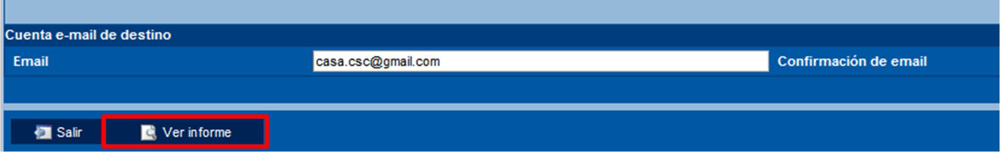 Cuenta e-mail de destino
Email casa.csc@gmail.com Confirmación de email
Salir Ver informe